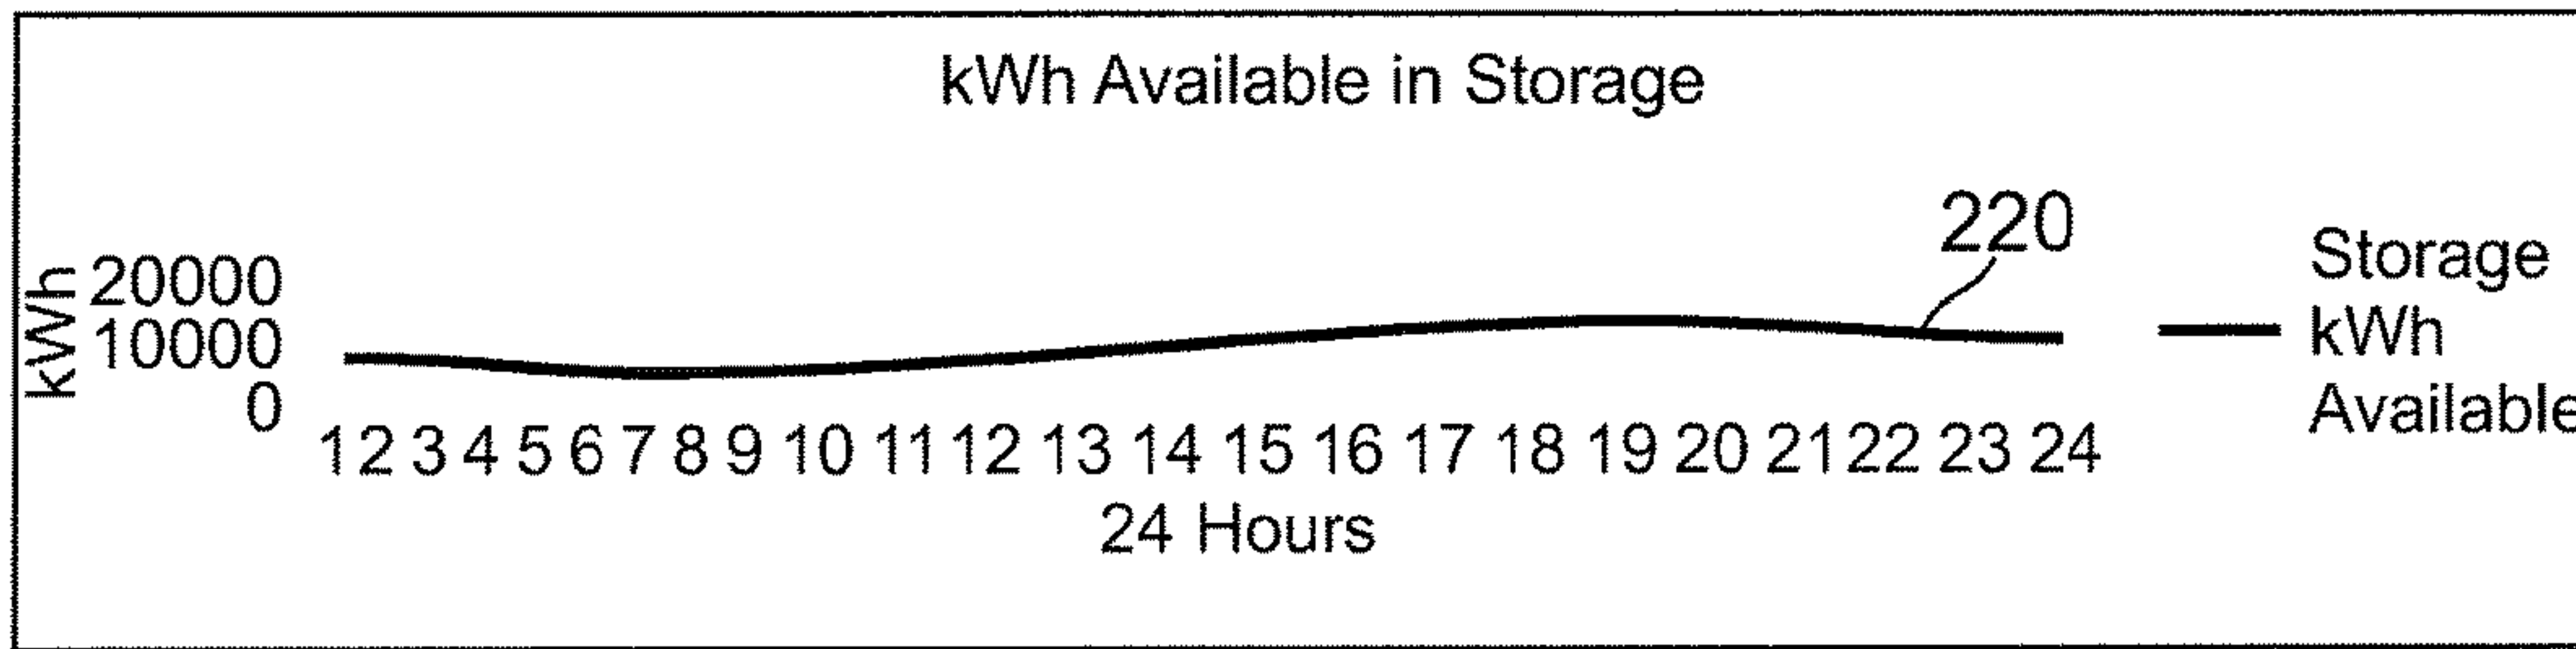 kWh Available in Storage
220
kWh
20000
10000
0
1 2 3 4 5 6 7 8 9 10 11 12 13 14 15 16 17 18 19 20 21 22 23 24
24 Hours
Storage
kWh
Available